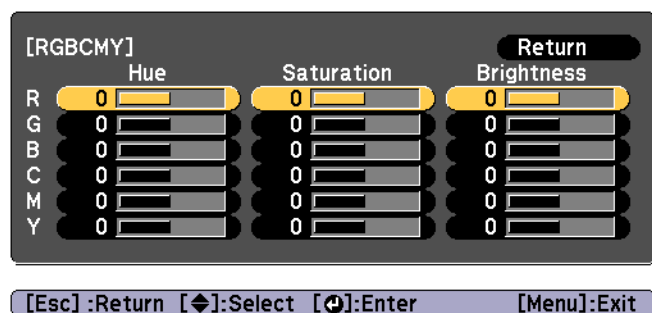 [RGBCMY] Return
Hue Saturation Brightness
R 0 0 0
G 0 0 0
B 0 0 0
C 0 0 0
M 0 0 0
Y 0 0 0
[Esc] :Return [◆]:Select [↵]:Enter [Menu]:Exit